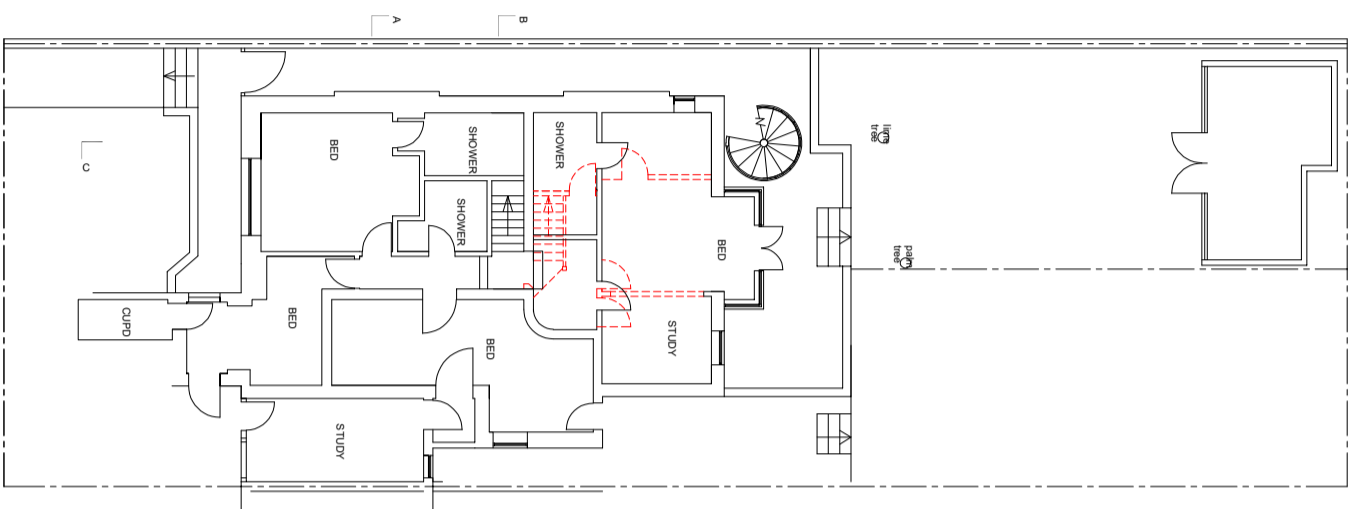 A
B
C
BED
SHOWER
SHOWER
SHOWER
N
lime
tree
palm
tree
BED
STUDY
BED
BED
CUPD
STUDY